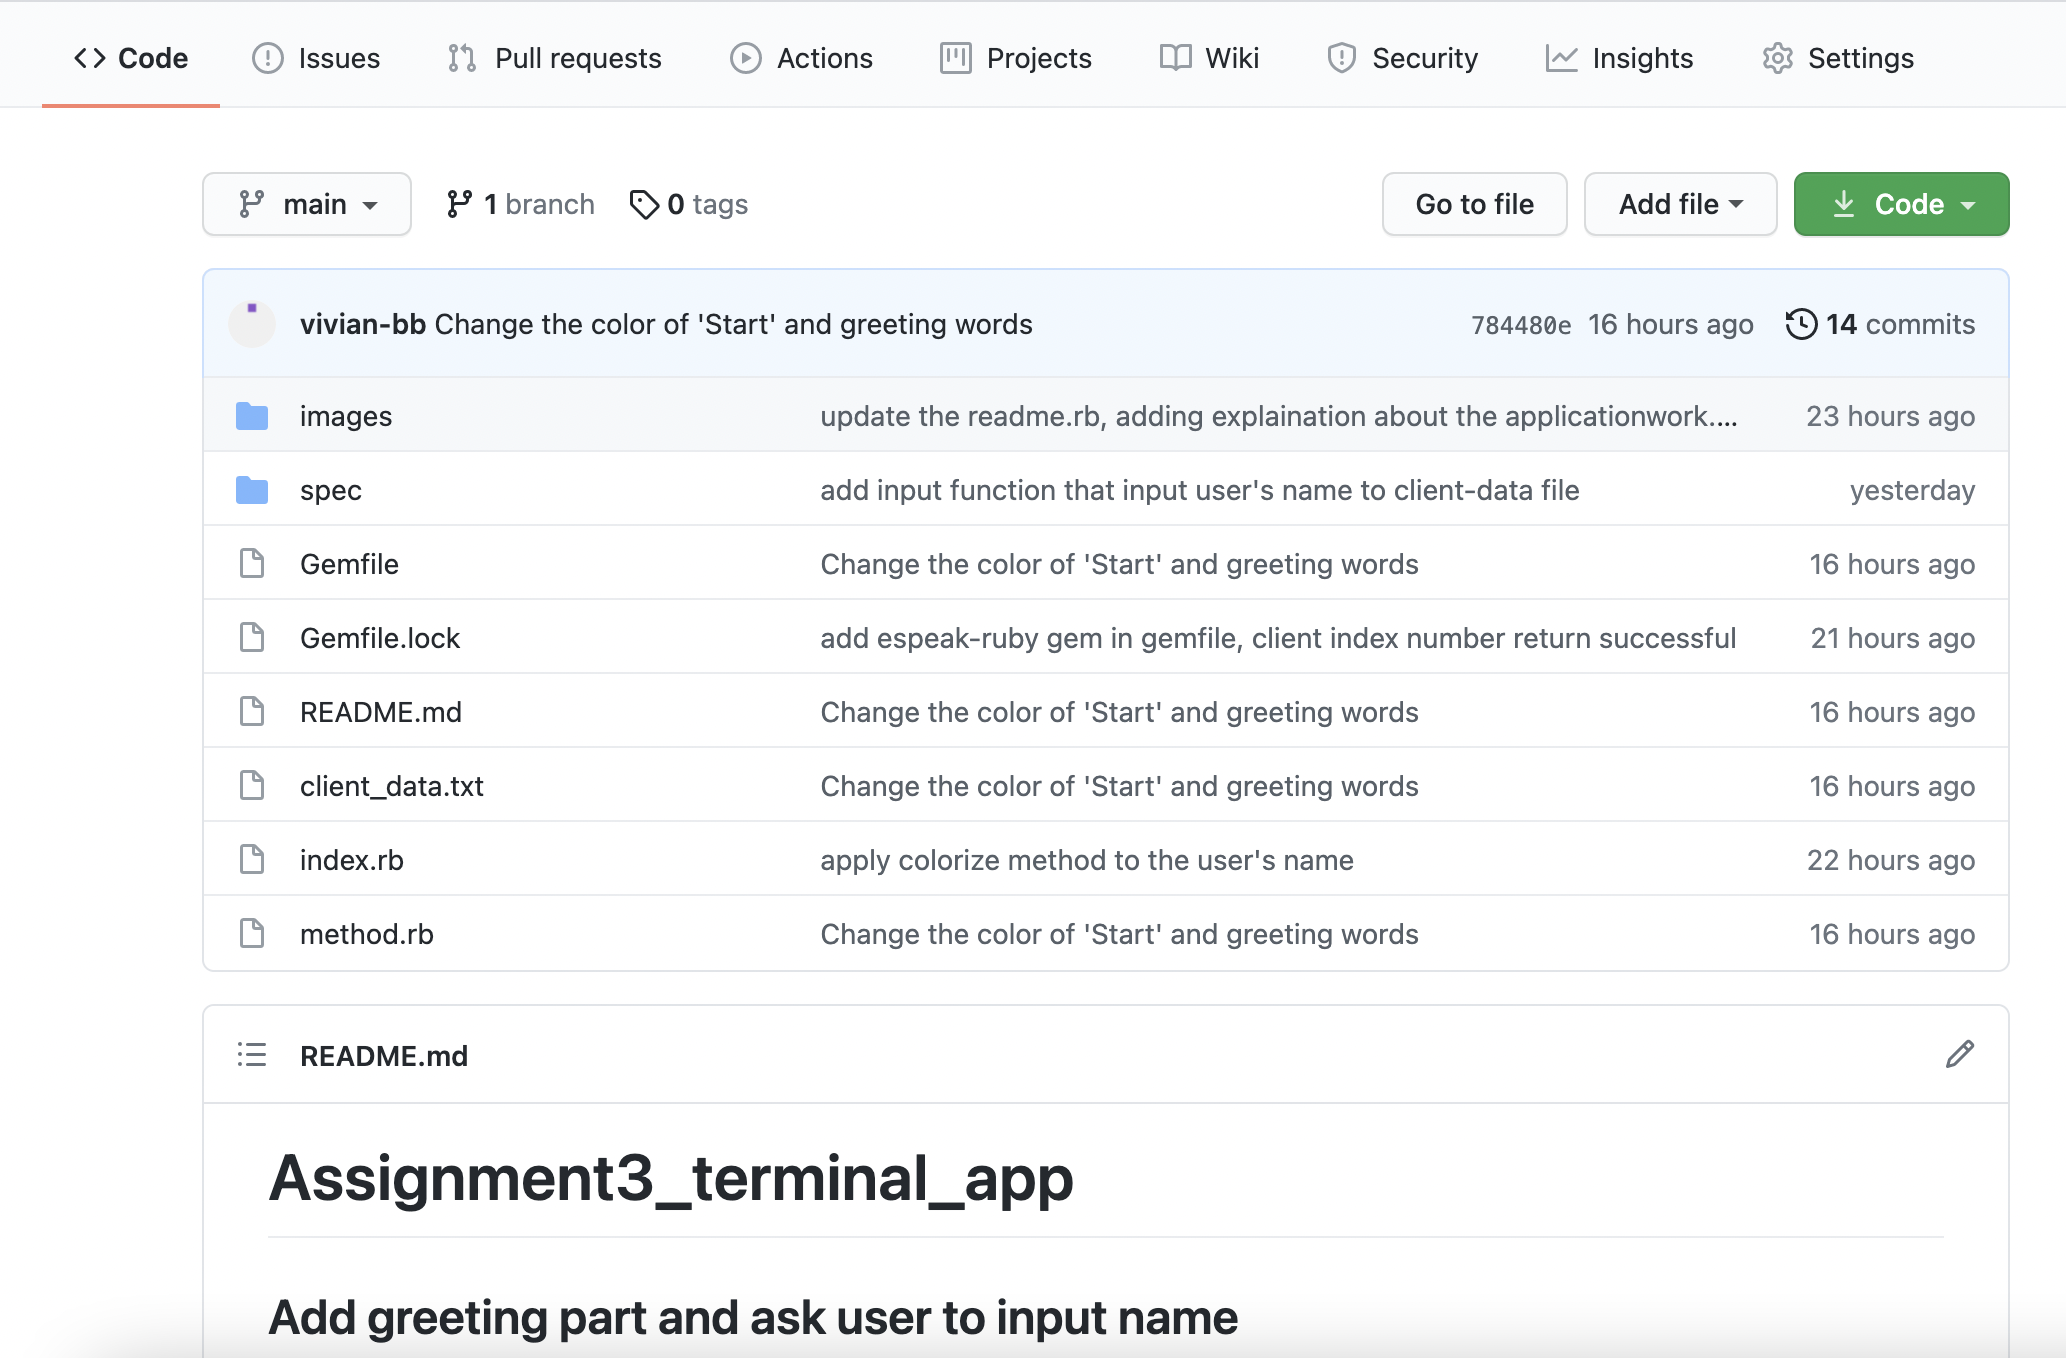 Code Issues Pull requests Actions Projects Wiki Security Insights Settings
main 1 branch 0 tags Go to file Add file Code
vivian-bb Change the color of 'Start' and greeting words 784480e 16 hours ago 14 commits
images update the readme.rb, adding explaination about the applicationwork.... 23 hours ago
spec add input function that input user's name to client-data file yesterday
Gemfile Change the color of 'Start' and greeting words 16 hours ago
Gemfile.lock add espeak-ruby gem in gemfile, client index number return successful 21 hours ago
README.md Change the color of 'Start' and greeting words 16 hours ago
client_data.txt Change the color of 'Start' and greeting words 16 hours ago
index.rb apply colorize method to the user's name 22 hours ago
method.rb Change the color of 'Start' and greeting words 16 hours ago
README.md
Assignment3_terminal_app
Add greeting part and ask user to input name